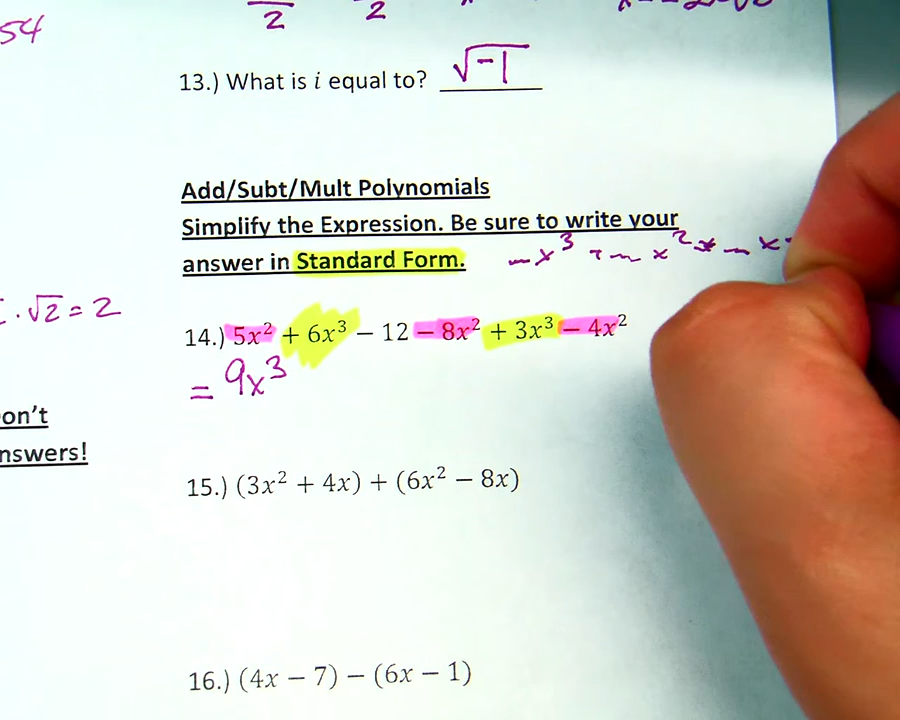 54
2
2
13.) What is i equal to? √-1
Add/Subt/Mult Polynomials
Simplify the Expression. Be sure to write your
answer in Standard Form.
· √2 = 2
14.) 5x² + 6x³ − 12 − 8x² + 3x³ − 4x²
= 9x³
on't
nswers!
15.) (3x² + 4x) + (6x² − 8x)
16.) (4x − 7) − (6x − 1)